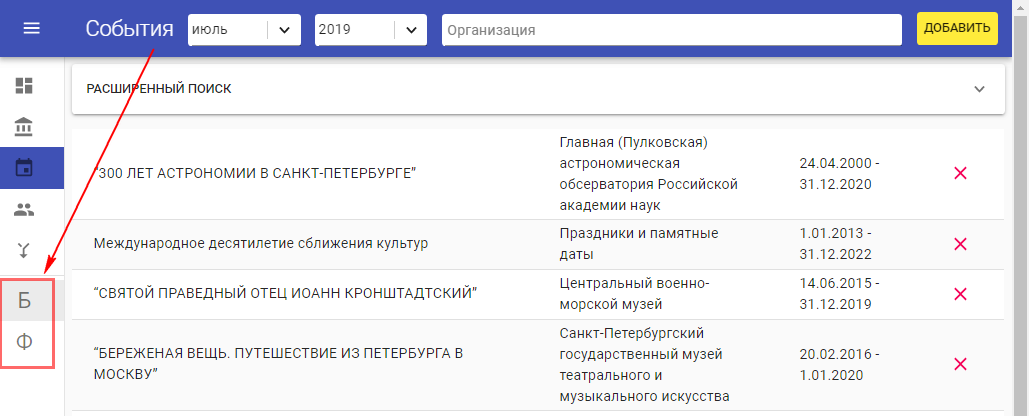 События июль 2019 Организация ДОБАВИТЬ
РАСШИРЕННЫЙ ПОИСК
“300 ЛЕТ АСТРОНОМИИ В САНКТ-ПЕТЕРБУРГЕ”
Главная (Пулковская)
астрономическая
обсерватория Российской
академии наук
24.04.2000 -
31.12.2020
Международное десятилетие сближения культур
Праздники и памятные
даты
1.01.2013 -
31.12.2022
“СВЯТОЙ ПРАВЕДНЫЙ ОТЕЦ ИОАНН КРОНШТАДТСКИЙ”
Центральный военно-
морской музей
14.06.2015 -
31.12.2019
“БЕРЕЖЕНАЯ ВЕЩЬ. ПУТЕШЕСТВИЕ ИЗ ПЕТЕРБУРГА В
МОСКВУ”
Санкт-Петербургский
государственный музей
театрального и
музыкального искусства
20.02.2016 -
1.01.2020
Б
Ф